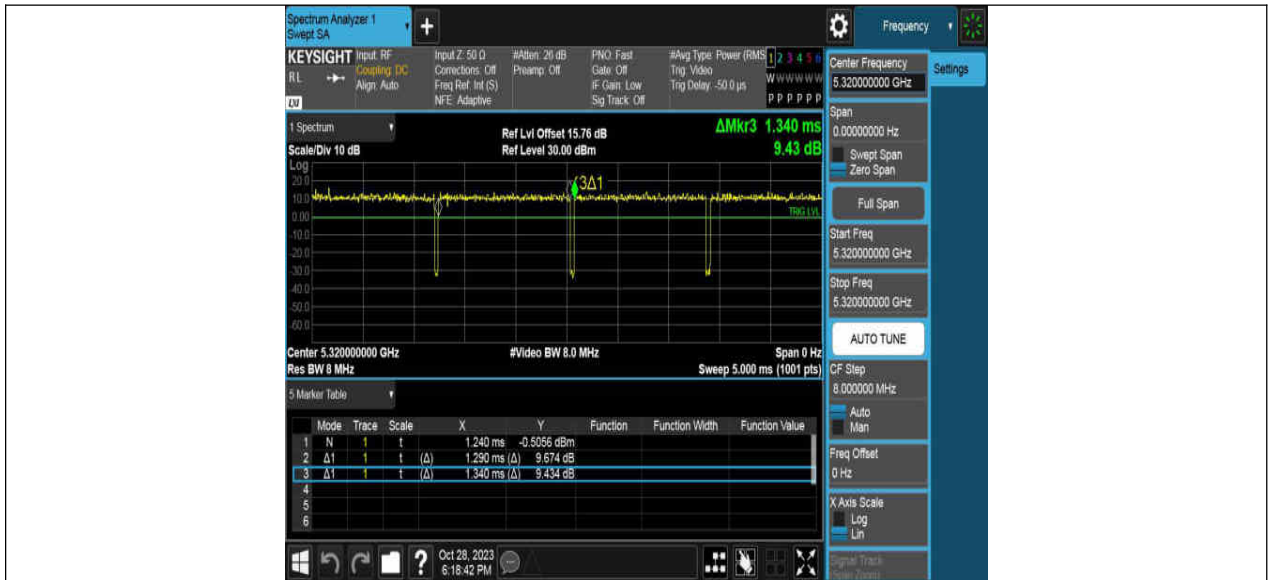 Spectrum Analyzer 1
Swept SA
+
Frequency
KEYSIGHT Input: RF Input Z: 50 Ω #Atten: 26 dB PNO: Fast #Avg Type: Power (RMS 1 2 3 4 5 6
RL Coupling: DC Corrections: Off Preamp: Off Gate: Off Trig: Video W W W W W W
Align: Auto Freq Ref: Int (S) IF Gain: Low Trig Delay: -50.0 µs
LXI NFE: Adaptive Sig Track: Off P P P P P P
Center Frequency
5.320000000 GHz
Settings
1 Spectrum
Scale/Div 10 dB
Ref Lvl Offset 15.76 dB
Ref Level 30.00 dBm
ΔMkr3 1.340 ms
9.43 dB
Span
0.00000000 Hz
Swept Span
Zero Span
Full Span
Start Freq
5.320000000 GHz
Stop Freq
5.320000000 GHz
AUTO TUNE
CF Step
8.000000 MHz
Auto
Man
Freq Offset
0 Hz
X Axis Scale
Log
Lin
Signal Track
(Span Zoom)
Log
20.0
10.0
0.00
-10.0
-20.0
-30.0
-40.0
-50.0
-60.0
3Δ1
TRIG LVL
Center 5.320000000 GHz #Video BW 8.0 MHz Span 0 Hz
Res BW 8 MHz Sweep 5.000 ms (1001 pts)
5 Marker Table
Mode Trace Scale X Y Function Function Width Function Value
1 N 1 t 1.240 ms -0.5056 dBm
2 Δ1 1 t (Δ) 1.290 ms (Δ) 9.674 dB
3 Δ1 1 t (Δ) 1.340 ms (Δ) 9.434 dB
4
5
6
?
Oct 28, 2023
6:18:42 PM